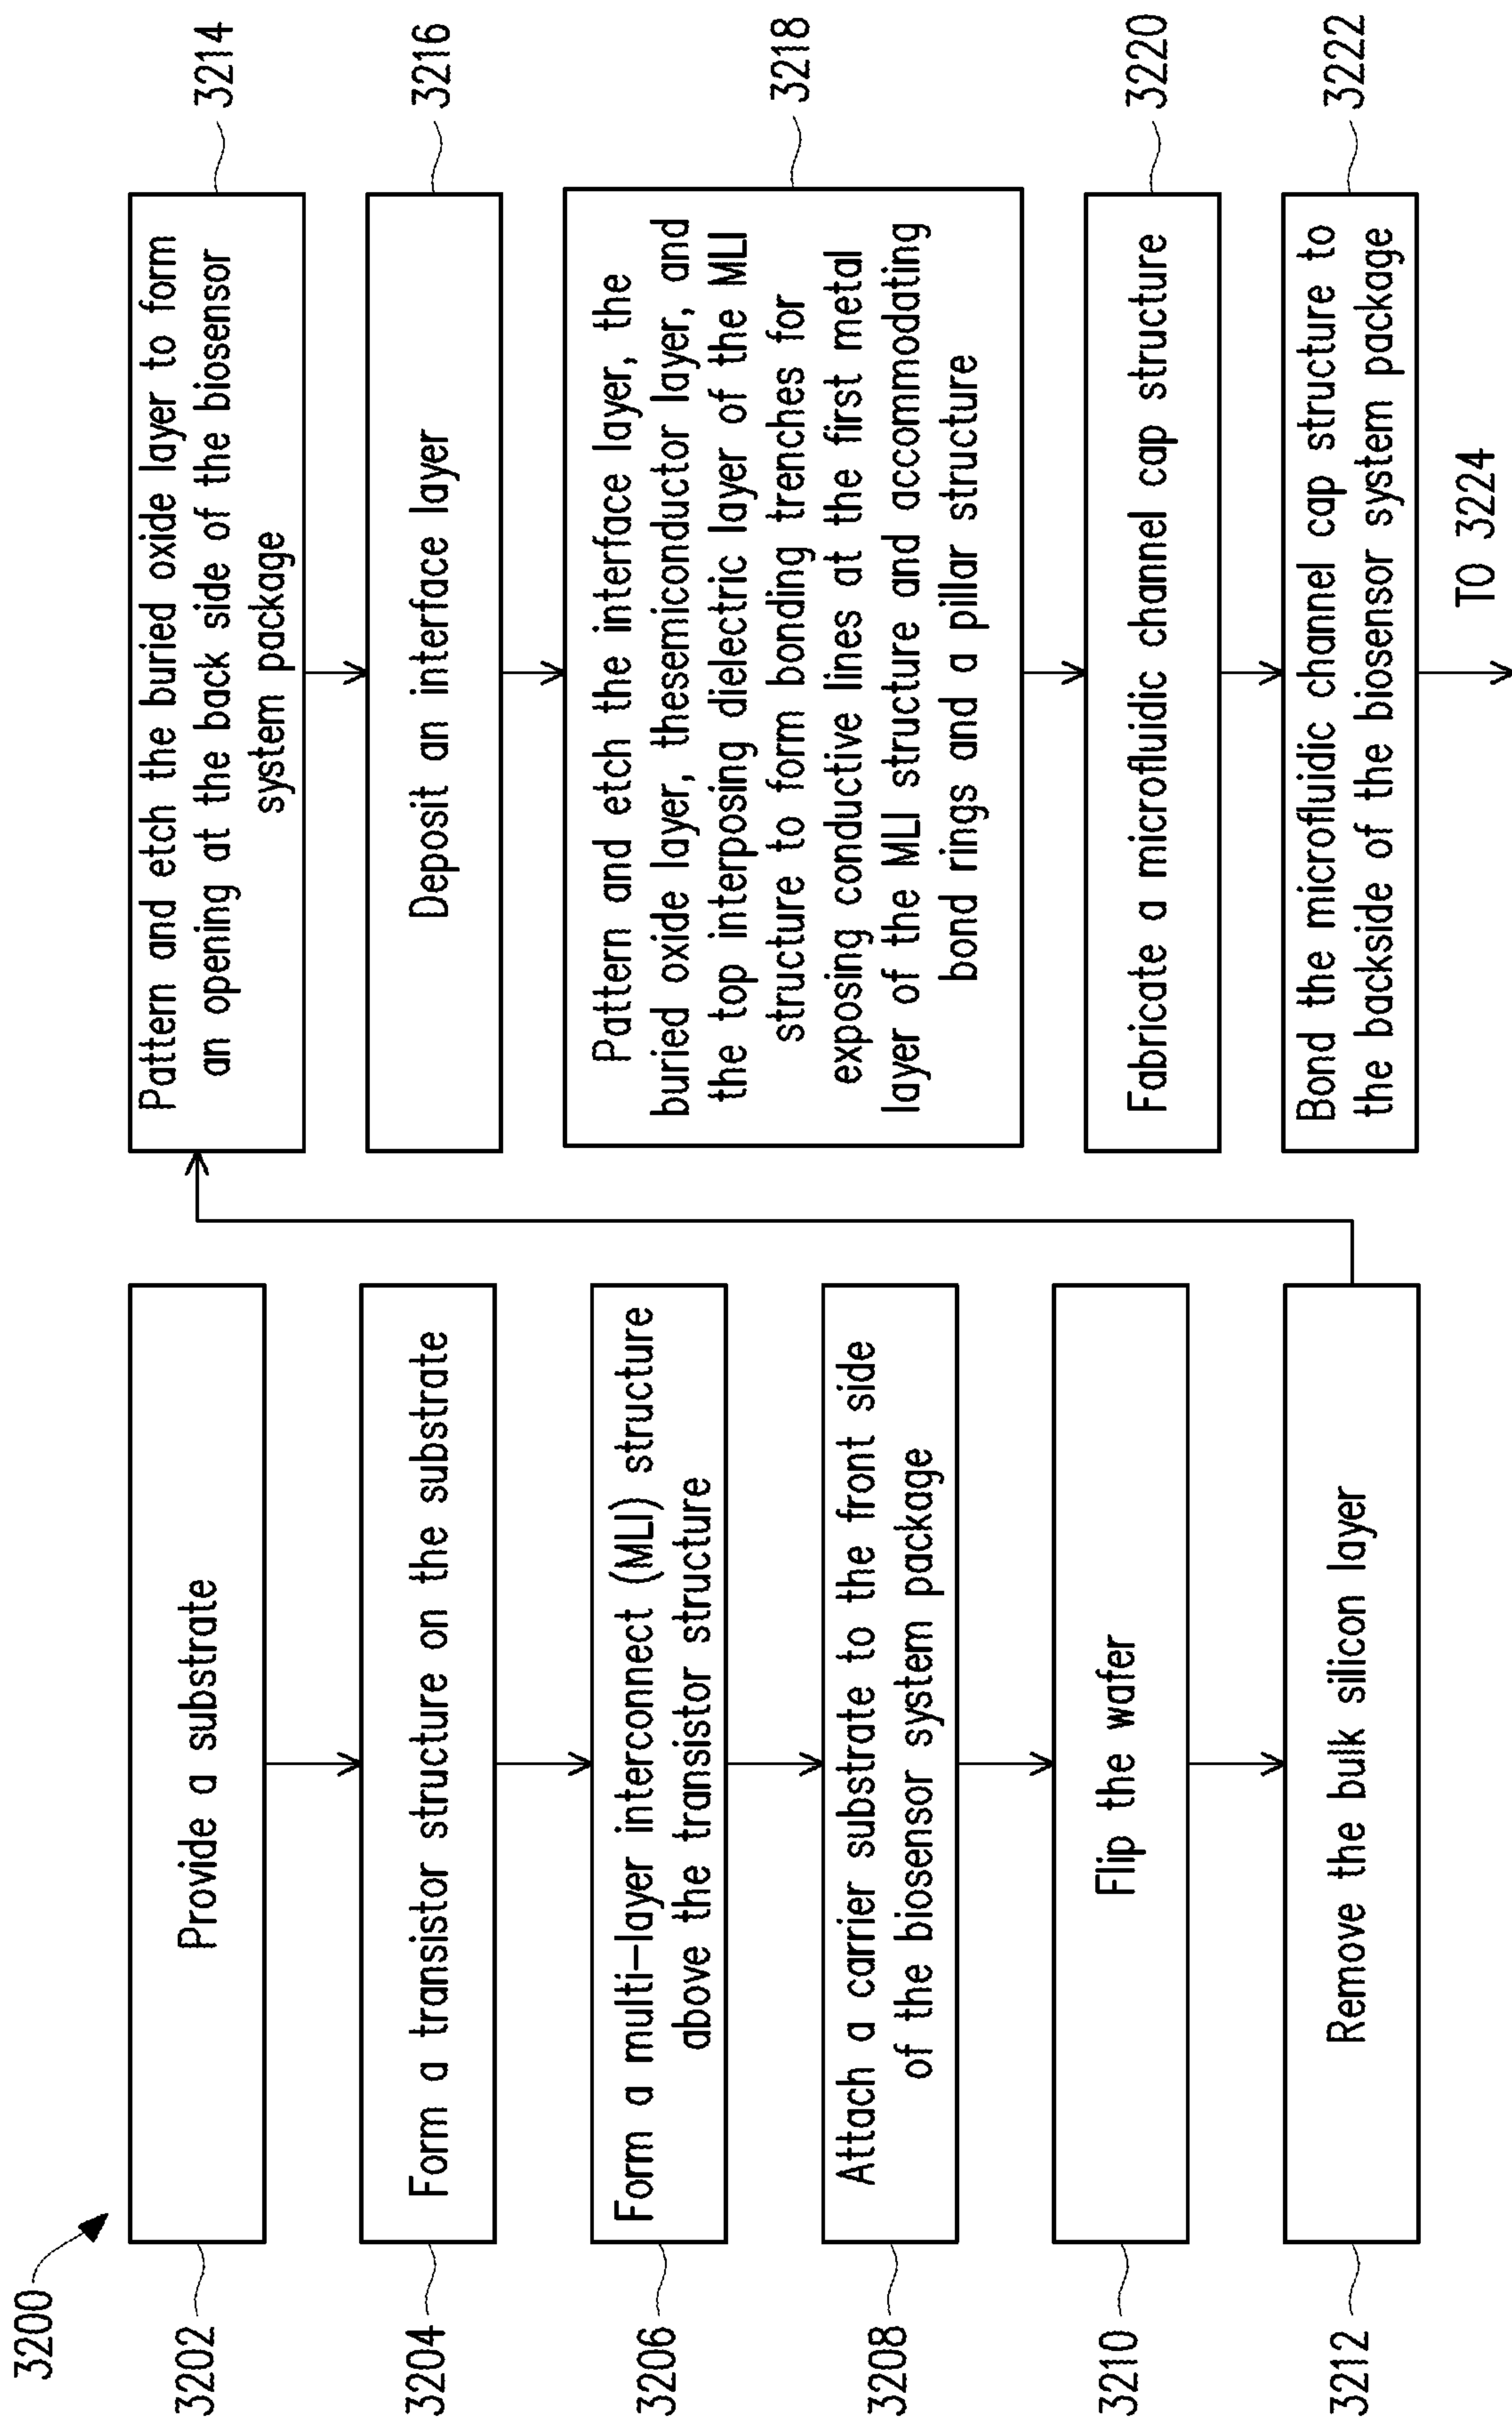 3200
3202
Provide a substrate
3204
Form a transistor structure on the substrate
3206
Form a multi-layer interconnect (MLI) structure
above the transistor structure
3208
Attach a carrier substrate to the front side
of the biosensor system package
3210
Flip the wafer
3212
Remove the bulk silicon layer
Pattern and etch the buried oxide layer to form
an opening at the back side of the biosensor
system package
3214
Deposit an interface layer
3216
Pattern and etch the interface layer, the
buried oxide layer, thesemiconductor layer, and
the top interposing dielectric layer of the MLI
structure to form bonding trenches for
exposing conductive lines at the first metal
layer of the MLI structure and accommodating
bond rings and a pillar structure
3218
Fabricate a microfluidic channel cap structure
3220
Bond the microfluidic channel cap structure to
the backside of the biosensor system package
3222
TO 3224